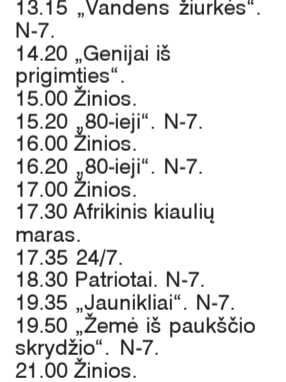 13.15 „Vandens žiurkės“.
N-7.
14.20 „Genijai iš
prigimties“.
15.00 Žinios.
15.20 „80-ieji“. N-7.
16.00 Žinios.
16.20 „80-ieji“. N-7.
17.00 Žinios.
17.30 Afrikinis kiaulių
maras.
17.35 24/7.
18.30 Patriotai. N-7.
19.35 „Jaunikliai“. N-7.
19.50 „Žemė iš paukščio
skrydžio“. N-7.
21.00 Žinios.